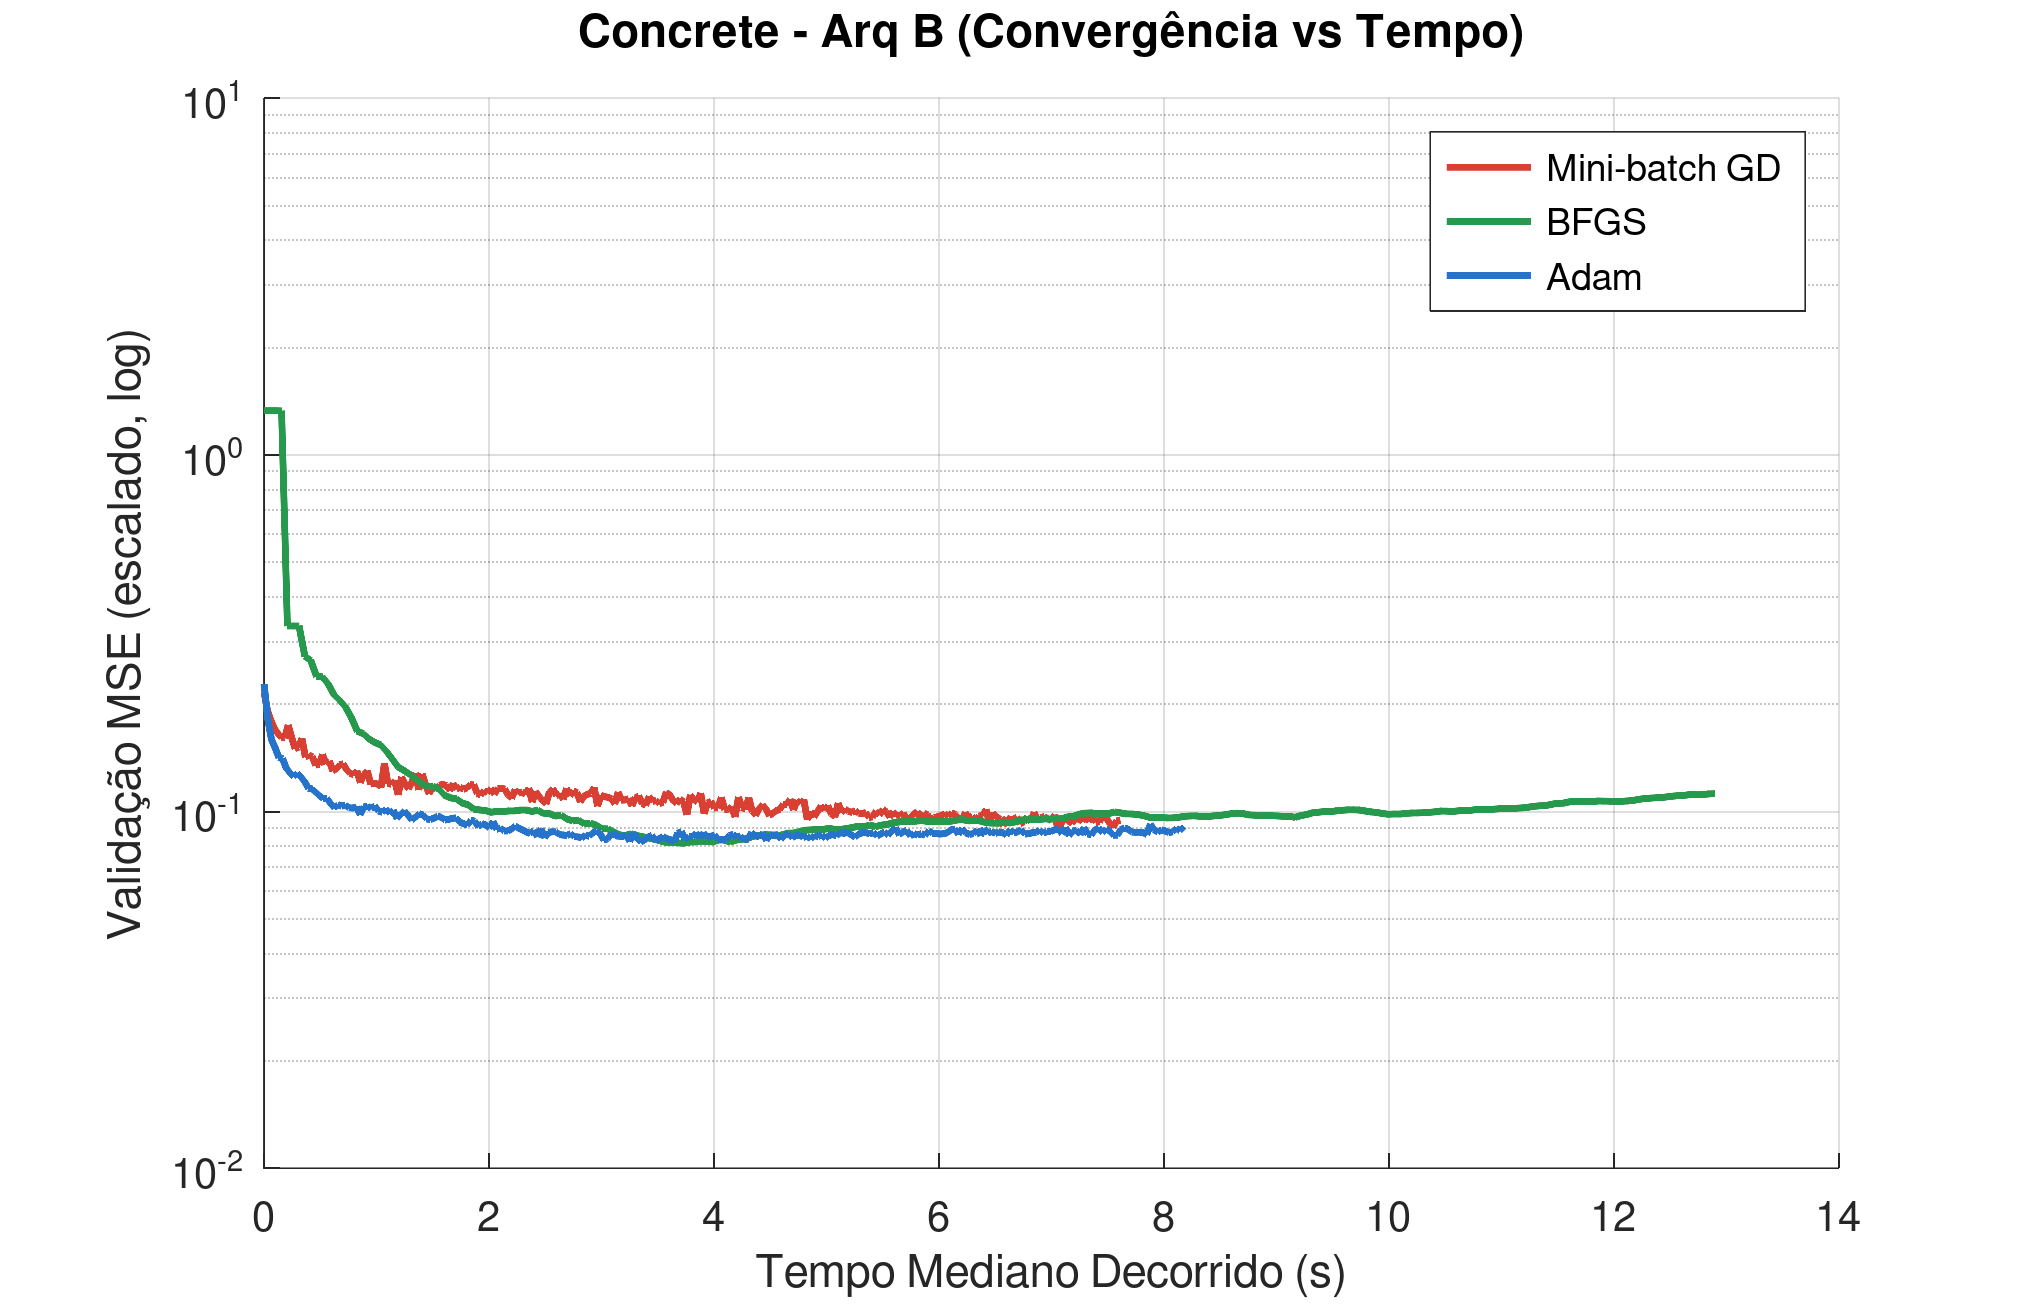 Concrete - Arq B (Convergência vs Tempo)
10^1
10^0
10^-1
10^-2
Validação MSE (escalado, log)
Mini-batch GD
BFGS
Adam
0 2 4 6 8 10 12 14
Tempo Mediano Decorrido (s)